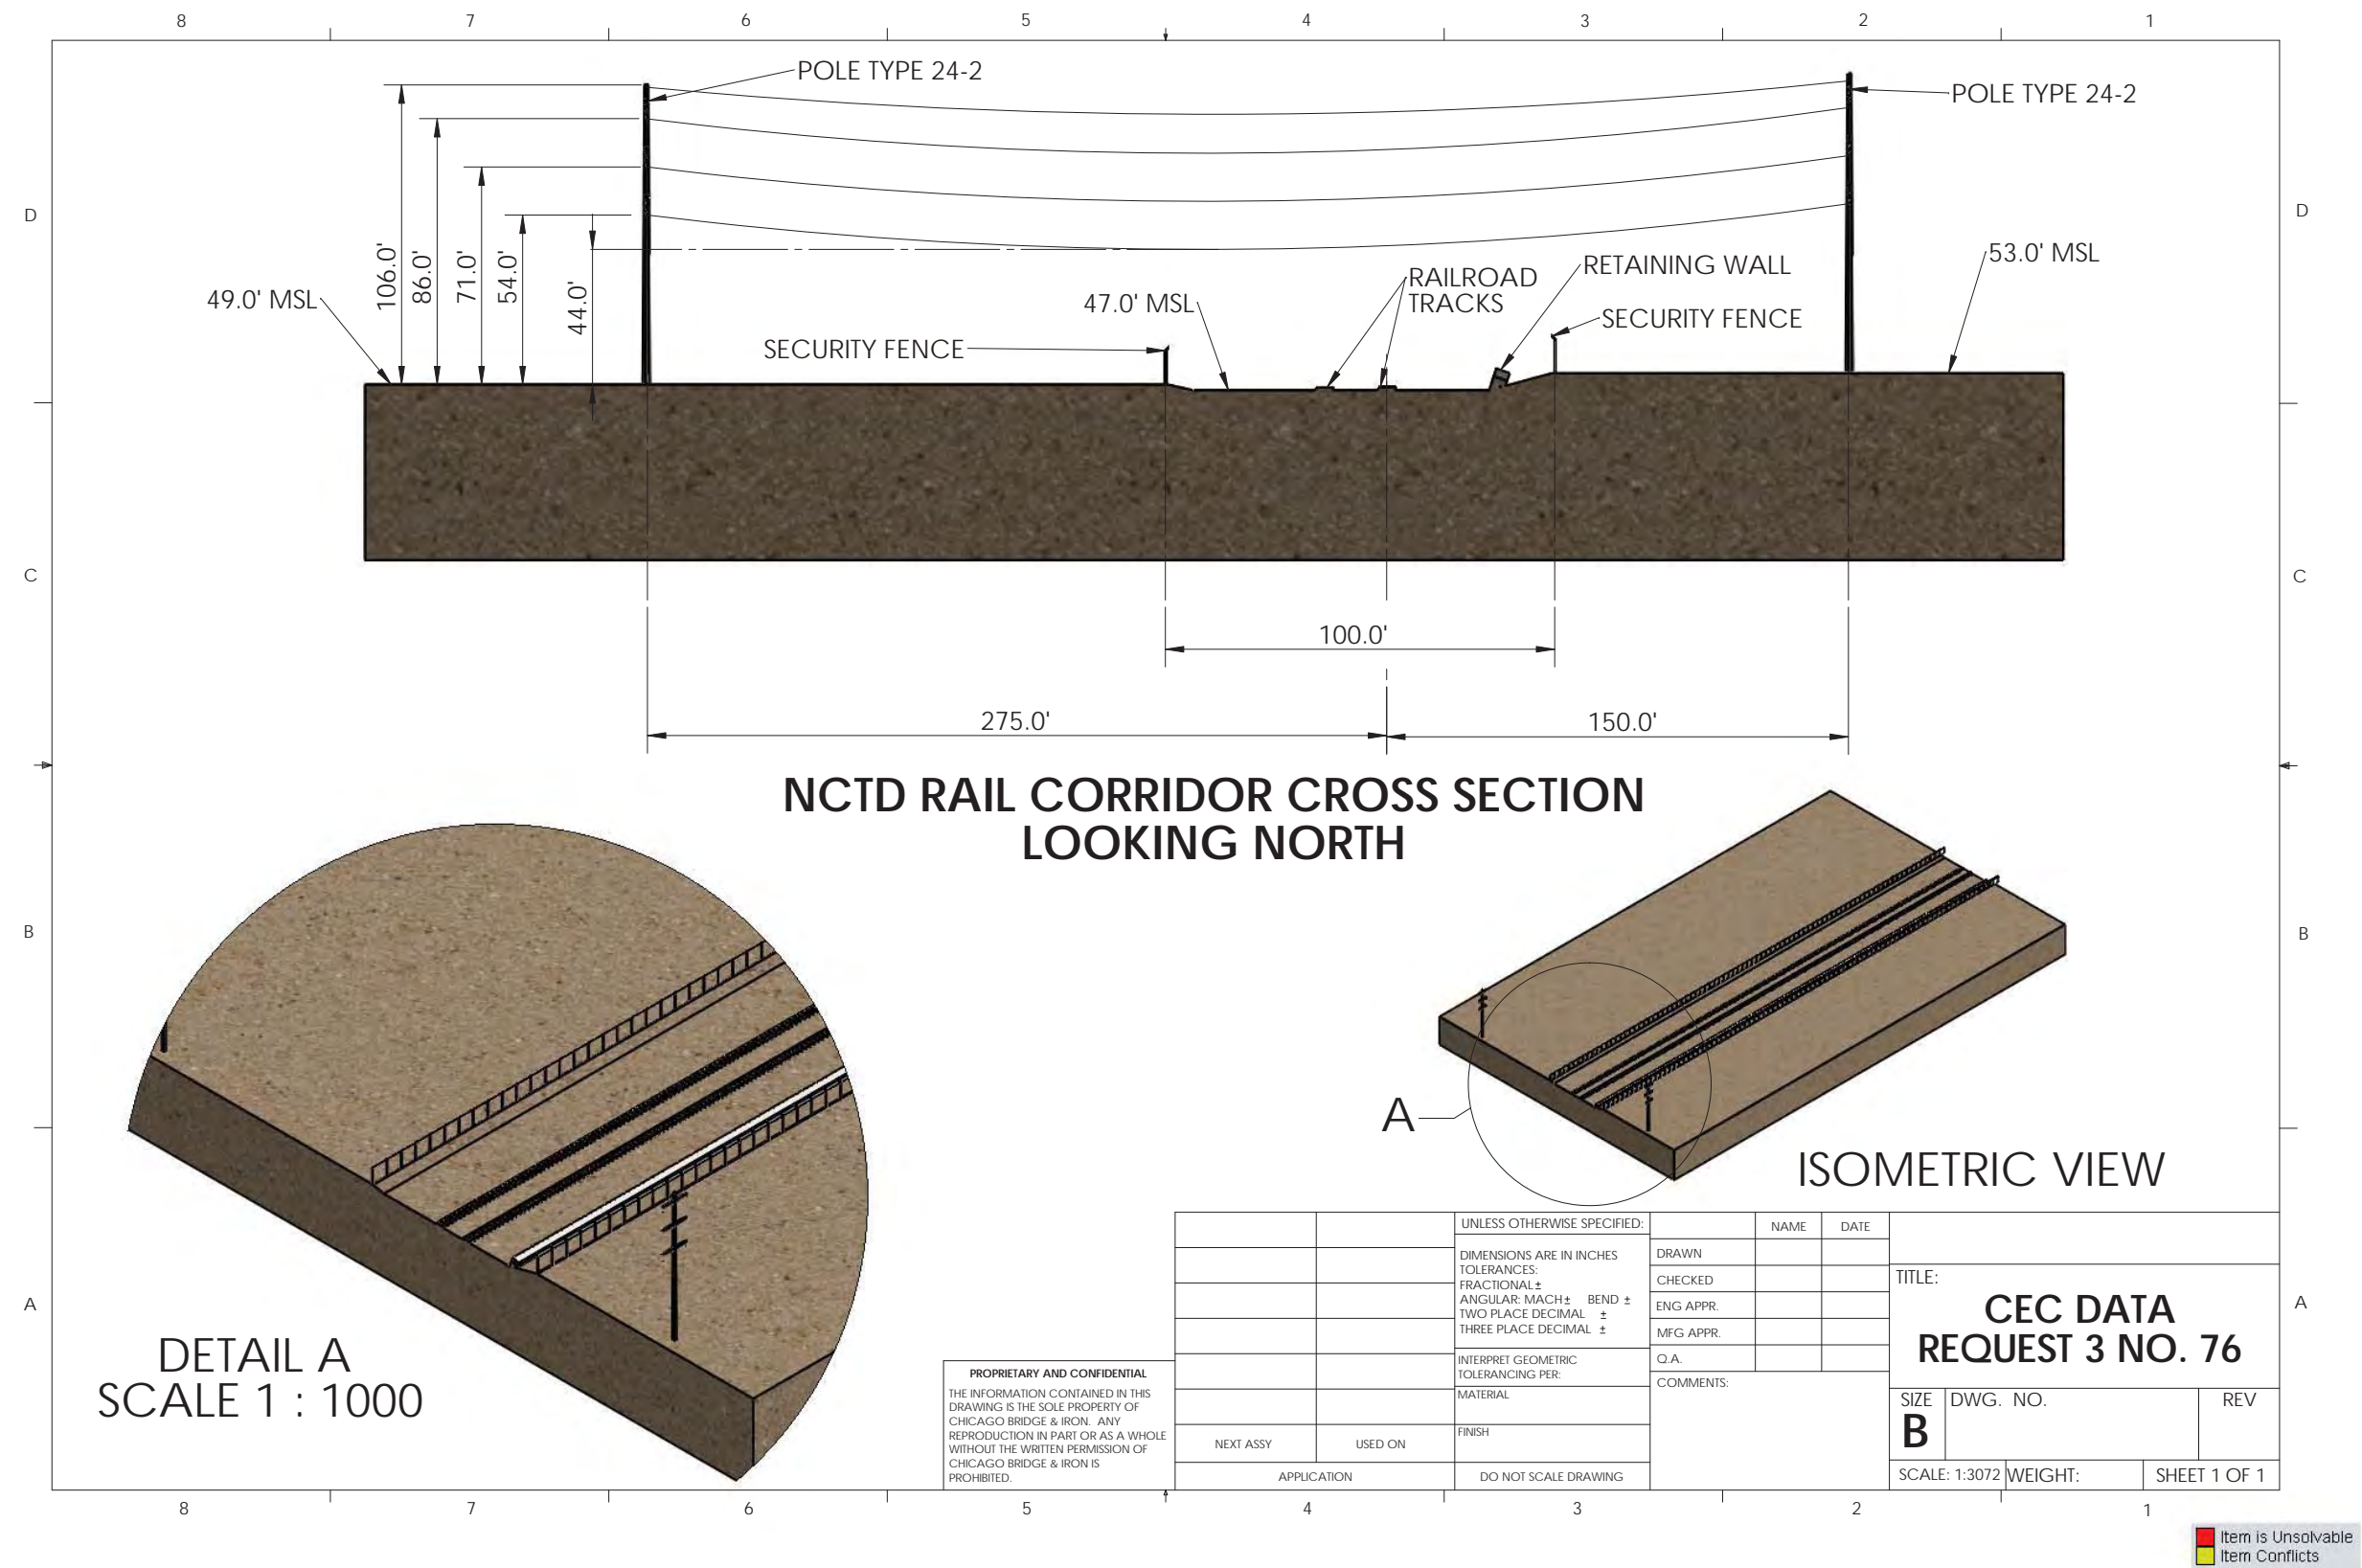 8 7 6 5 4 3 2 1
POLE TYPE 24-2
POLE TYPE 24-2
D
D
106.0'
86.0'
71.0'
54.0'
44.0'
49.0' MSL
53.0' MSL
47.0' MSL
RAILROAD
TRACKS
RETAINING WALL
SECURITY FENCE
SECURITY FENCE
C
C
100.0'
275.0'
150.0'
NCTD RAIL CORRIDOR CROSS SECTION
LOOKING NORTH
B
B
A
ISOMETRIC VIEW
A
A
DETAIL A
SCALE 1 : 1000
PROPRIETARY AND CONFIDENTIAL
THE INFORMATION CONTAINED IN THIS
DRAWING IS THE SOLE PROPERTY OF
CHICAGO BRIDGE & IRON. ANY
REPRODUCTION IN PART OR AS A WHOLE
WITHOUT THE WRITTEN PERMISSION OF
CHICAGO BRIDGE & IRON IS
PROHIBITED.
NEXT ASSY
USED ON
APPLICATION
UNLESS OTHERWISE SPECIFIED:
DIMENSIONS ARE IN INCHES
TOLERANCES:
FRACTIONAL±
ANGULAR: MACH± BEND ±
TWO PLACE DECIMAL ±
THREE PLACE DECIMAL ±
INTERPRET GEOMETRIC
TOLERANCING PER:
MATERIAL
FINISH
DO NOT SCALE DRAWING
NAME
DATE
DRAWN
CHECKED
ENG APPR.
MFG APPR.
Q.A.
COMMENTS:
TITLE:
CEC DATA
REQUEST 3 NO. 76
SIZE
B
DWG. NO.
REV
SCALE: 1:3072
WEIGHT:
SHEET 1 OF 1
8 7 6 5 4 3 2 1
Item is Unsolvable
Item Conflicts